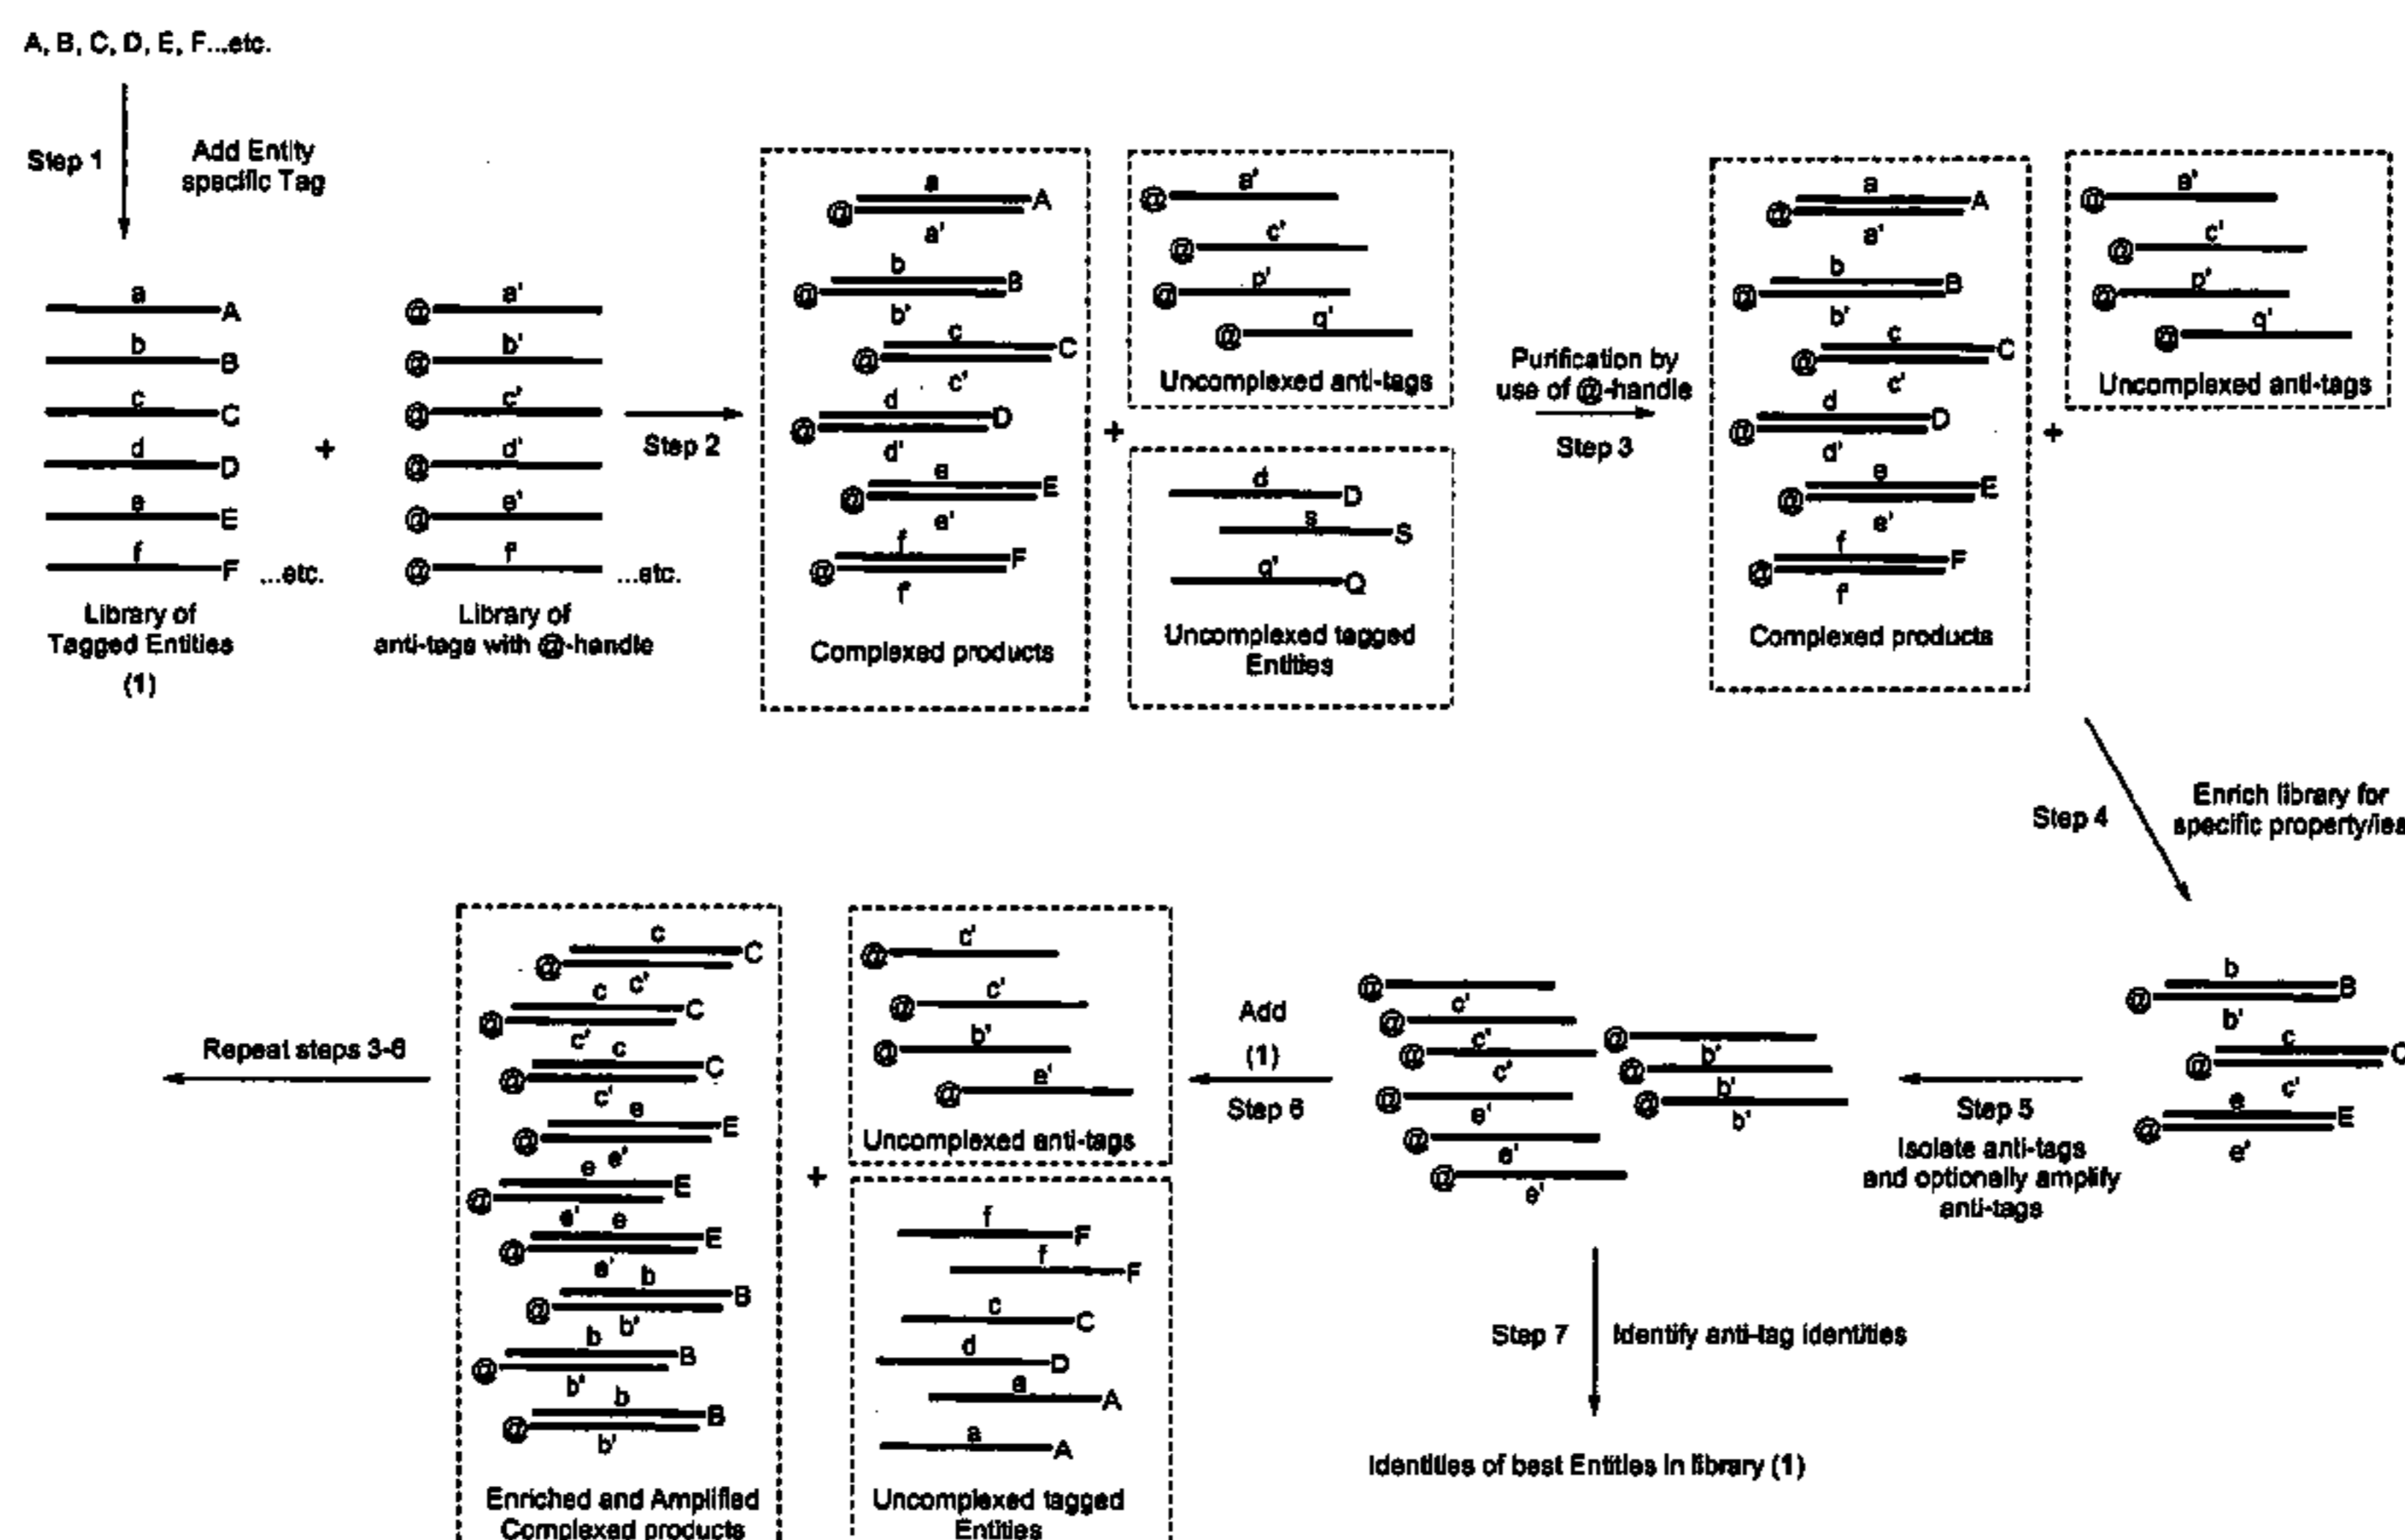 A, B, C, D, E, F...etc.
Step 1
Add Entity
specific Tag
a
A
b
B
c
C
d
D
e
E
f
F ...etc.
Library of
Tagged Entities
(1)
+
@ a'
@ b'
@ c'
@ d'
@ e'
@ f' ...etc.
Library of
anti-tags with @-handle
Step 2
a
@ A
a'
b
@ B
b'
c
@ C
c'
d
@ D
d'
e
@ E
e'
f
@ F
f'
Complexed products
+
@ a'
@ c'
@ p'
@ q'
Uncomplexed anti-tags
d
D
s
S
q'
Q
Uncomplexed tagged
Entities
Purification by
use of @-handle
Step 3
a
@ A
a'
b
@ B
b'
c
@ C
c'
d
@ D
d'
e
@ E
e'
f
@ F
f'
Complexed products
+
@ a'
@ c'
@ p'
@ q'
Uncomplexed anti-tags
Step 4
Enrich library for
specific property/ies
b
@ B
b'
c
@ C
c'
e
@ E
e'
Step 5
Isolate anti-tags
and optionally amplify
anti-tags
@ c'
@ c'
@ c'
@ e'
@ e'
@ e'
@ b'
@ b'
@ b'
Step 7
Identify anti-tag identities
Identities of best Entities in library (1)
Add
(1)
Step 6
@ c'
@ c'
@ b'
@ e'
Uncomplexed anti-tags
+
f
F
f
F
c
C
d
D
a
A
a
A
Uncomplexed tagged
Entities
c
@ C
c'
c
@ C
c'
c
@ C
c'
e
@ E
e'
e
@ E
e'
e
@ E
e'
b
@ B
b'
b
@ B
b'
b
@ B
b'
Enriched and Amplified
Complexed products
Repeat steps 3-6